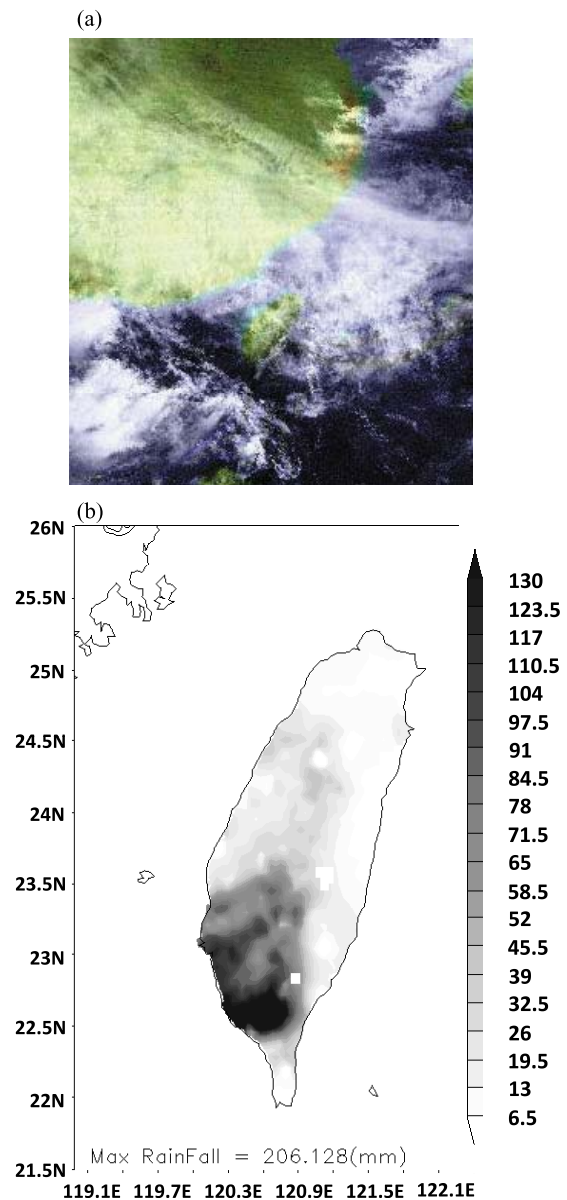 (a)
(b)
26N
25.5N
25N
24.5N
24N
23.5N
23N
22.5N
22N
21.5N
119.1E 119.7E 120.3E 120.9E 121.5E 122.1E
Max RainFall = 206.128(mm)
130
123.5
117
110.5
104
97.5
91
84.5
78
71.5
65
58.5
52
45.5
39
32.5
26
19.5
13
6.5